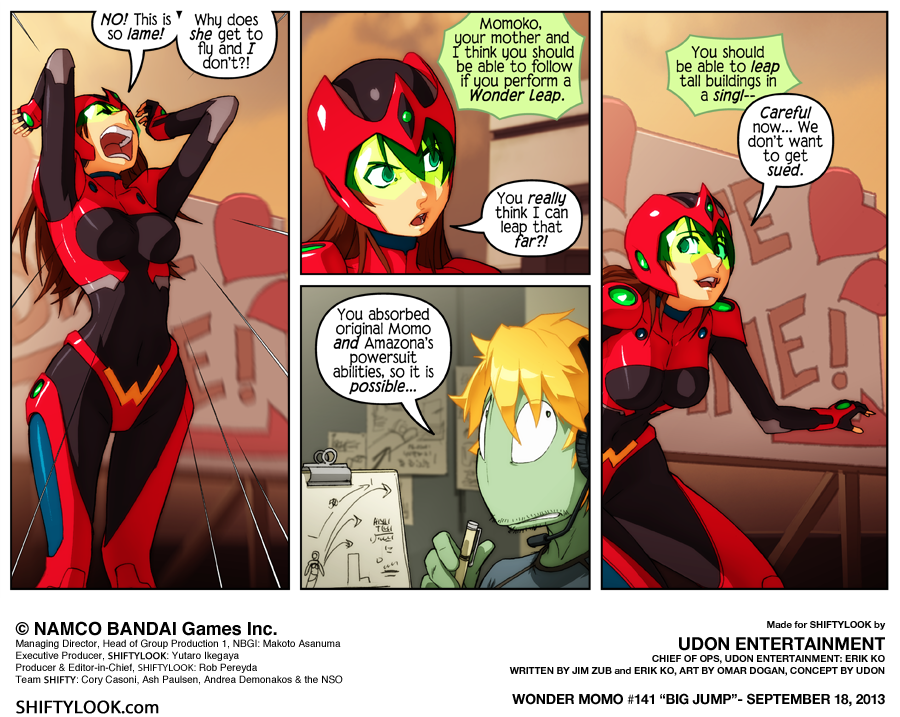 NO! This is
so lame!
Why does
she get to
fly and I
don't?!
Momoko,
your mother and
I think you should
be able to follow
if you perform a
Wonder Leap.
You really
think I can
leap that
far?!
You absorbed
original Momo
and Amazona's
powersuit
abilities, so it is
possible...
You should
be able to leap
tall buildings in
a singl--
Careful
now... We
don't want
to get
sued.
© NAMCO BANDAI Games Inc.
Managing Director, Head of Group Production 1, NBGI: Makoto Asanuma
Executive Producer, SHIFTYLOOK: Yutaro Ikegaya
Producer & Editor-in-Chief, SHIFTYLOOK: Rob Pereyda
Team SHIFTY: Cory Casoni, Ash Paulsen, Andrea Demonakos & the NSO
SHIFTYLOOK.com
Made for SHIFTYLOOK by
UDON ENTERTAINMENT
CHIEF OF OPS, UDON ENTERTAINMENT: ERIK KO
WRITTEN BY JIM ZUB and ERIK KO, ART BY OMAR DOGAN, CONCEPT BY UDON
WONDER MOMO #141 “BIG JUMP”- SEPTEMBER 18, 2013